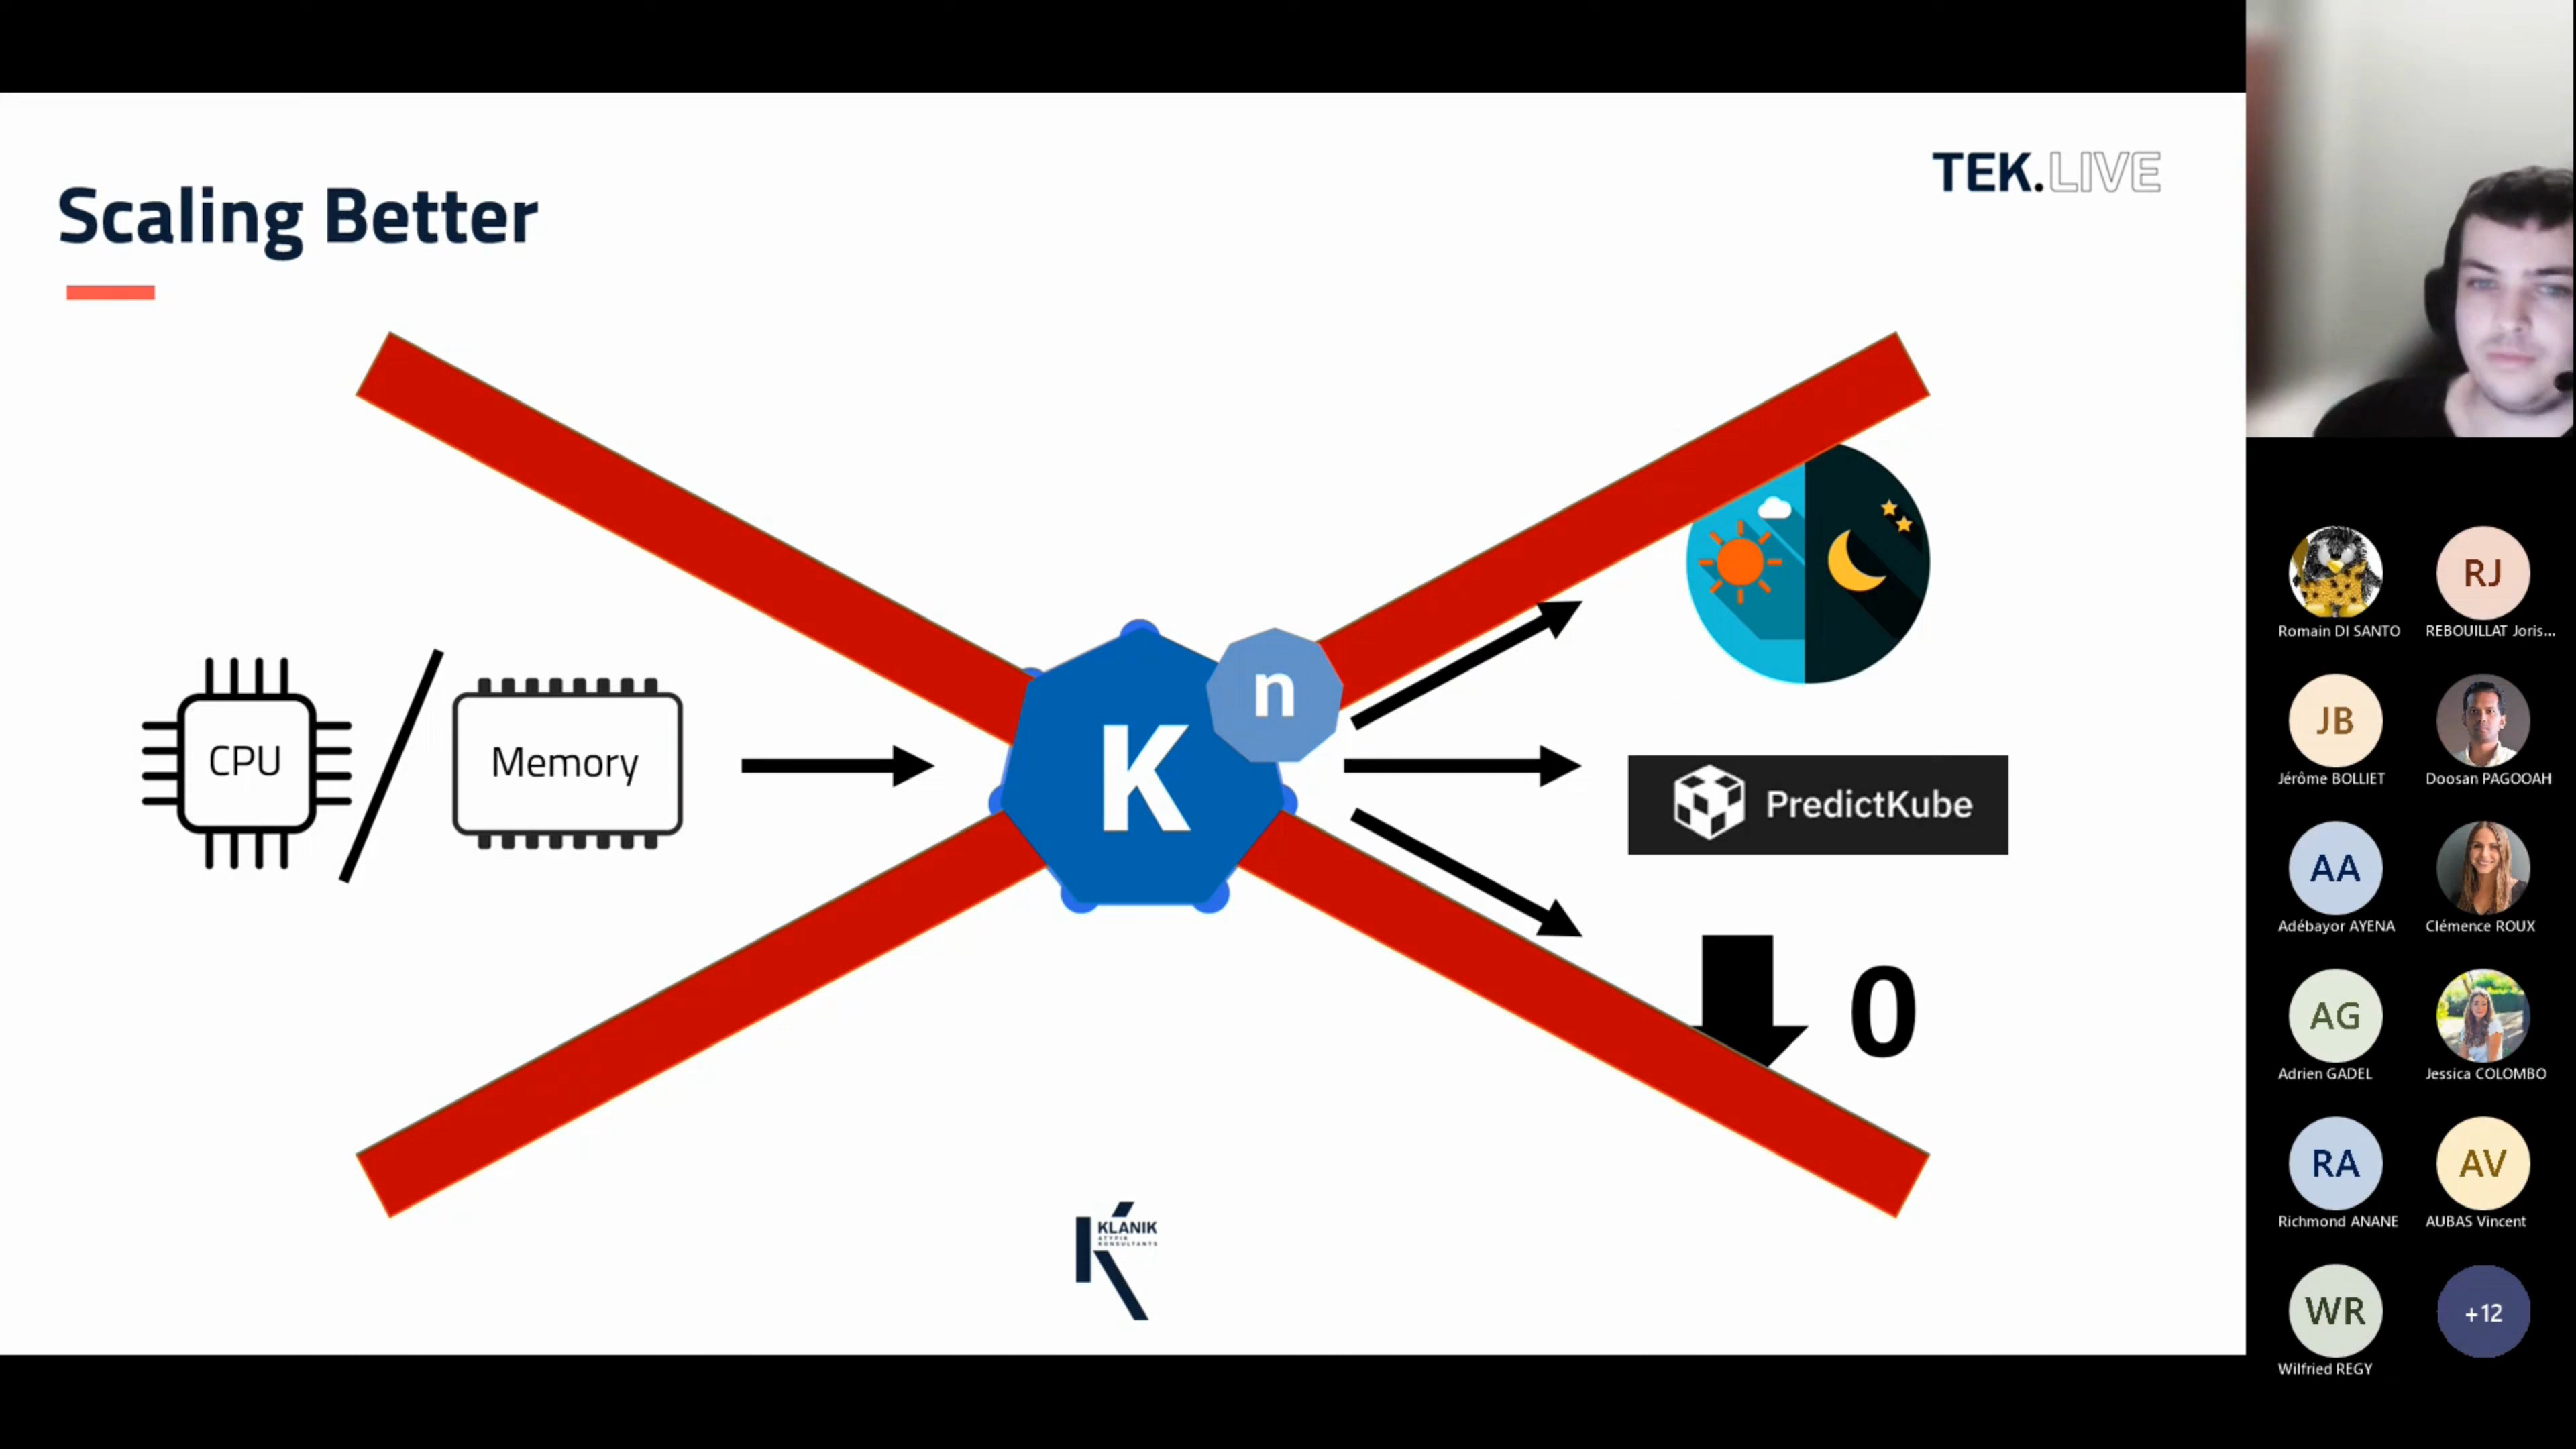 TEK.LIVE
Scaling Better
CPU
Memory
K
n
PredictKube
0
KLANIK
ATYPIK
KONSULTANTS
Romain DI SANTO
RJ
REBOUILLAT Joris...
JB
Jérôme BOLLIET
Doosan PAGOOAH
AA
Adébayor AYENA
Clémence ROUX
AG
Adrien GADEL
Jessica COLOMBO
RA
Richmond ANANE
AV
AUBAS Vincent
WR
Wilfried REGY
+12